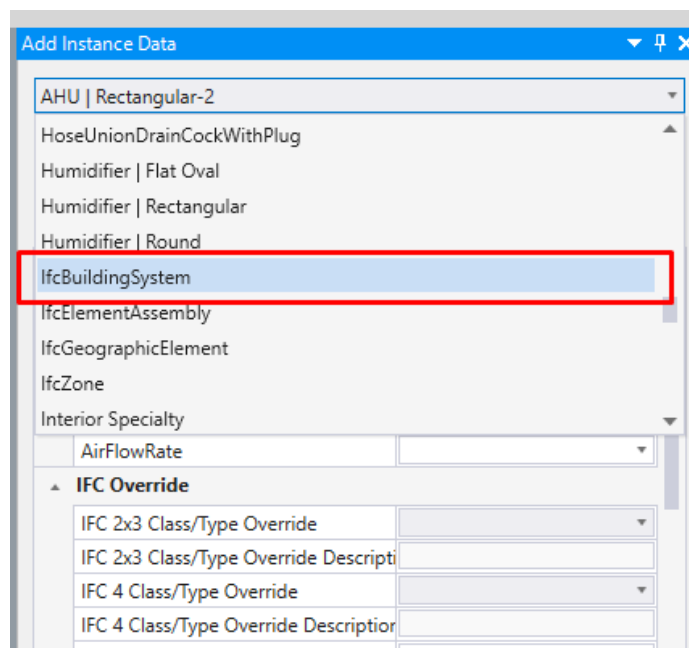 Add Instance Data
AHU | Rectangular-2
HoseUnionDrainCockWithPlug
Humidifier | Flat Oval
Humidifier | Rectangular
Humidifier | Round
IfcBuildingSystem
IfcElementAssembly
IfcGeographicElement
IfcZone
Interior Specialty
AirFlowRate
IFC Override
IFC 2x3 Class/Type Override
IFC 2x3 Class/Type Override Descripti
IFC 4 Class/Type Override
IFC 4 Class/Type Override Description